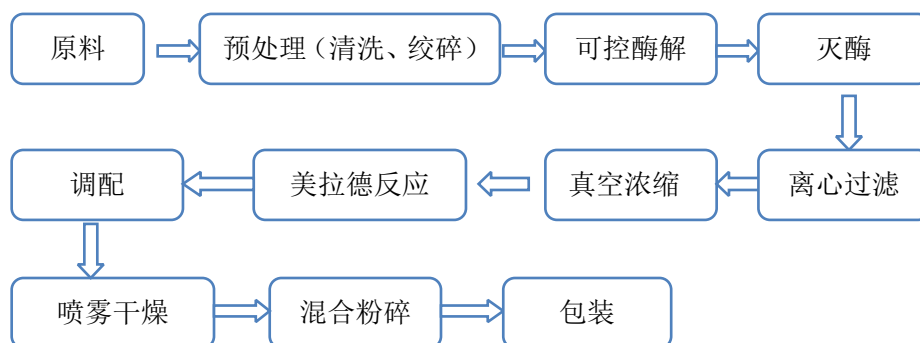 原料
预处理（清洗、绞碎）
可控酶解
灭酶
离心过滤
真空浓缩
美拉德反应
调配
喷雾干燥
混合粉碎
包装